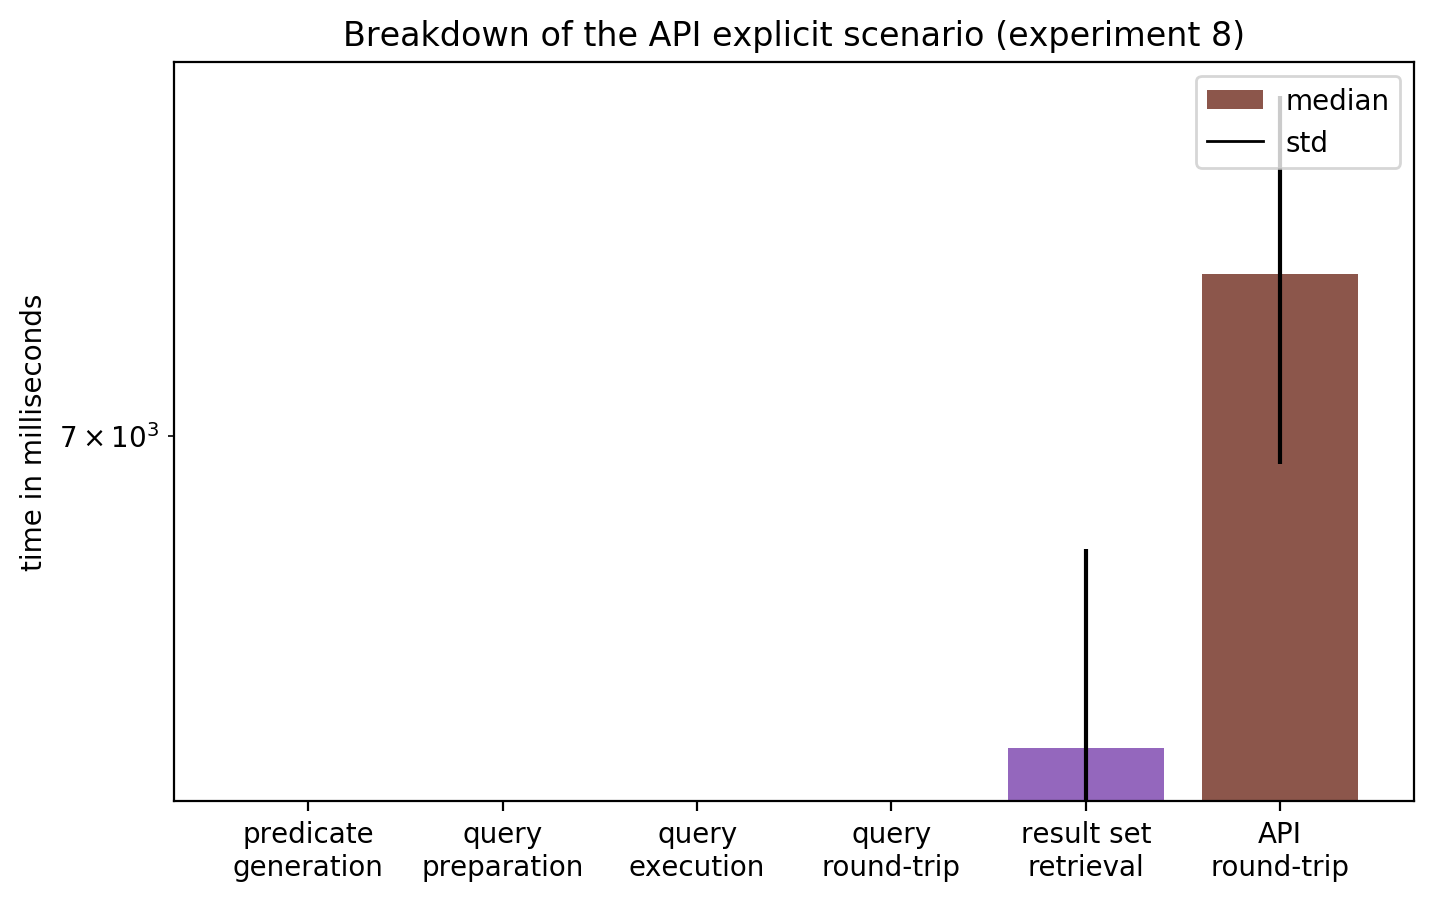 Breakdown of the API explicit scenario (experiment 8)
median
std
time in milliseconds
7 × 10³
predicate
generation
query
preparation
query
execution
query
round-trip
result set
retrieval
API
round-trip